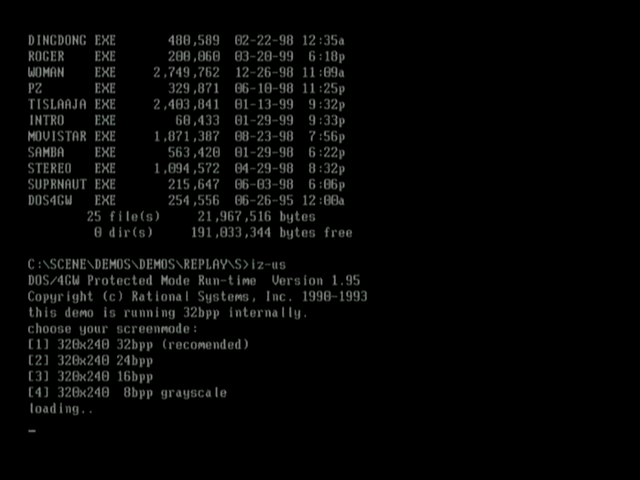 DINGDONG EXE 480,589 02-22-98 12:35a
ROGER EXE 200,060 03-20-99 6:18p
WOMAN EXE 2,749,762 12-26-98 11:09a
PZ EXE 329,871 06-10-98 11:25p
TISLAAJA EXE 2,403,841 01-13-99 9:32p
INTRO EXE 60,433 01-29-99 9:33p
MOVISTAR EXE 1,871,387 08-23-98 7:56p
SAMBA EXE 563,420 01-29-98 6:22p
STEREO EXE 1,094,572 04-29-98 8:32p
SUPRNAUT EXE 215,647 06-03-98 6:06p
DOS4GW EXE 254,556 06-26-95 12:00a
25 file(s) 21,967,516 bytes
0 dir(s) 191,033,344 bytes free
C:\SCENE\DEMOS\DEMOS\REPLAY\S>iz-us
DOS/4GW Protected Mode Run-time Version 1.95
Copyright (c) Rational Systems, Inc. 1990-1993
this demo is running 32bpp internally.
choose your screenmode:
[1] 320x240 32bpp (recomended)
[2] 320x240 24bpp
[3] 320x240 16bpp
[4] 320x240 8bpp grayscale
loading..
_